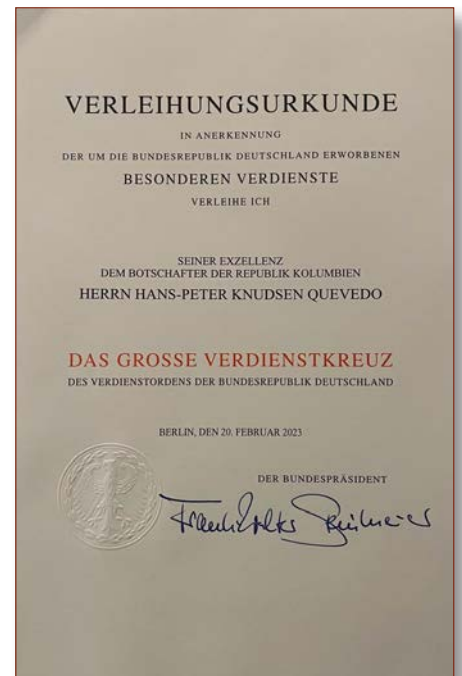 VERLEIHUNGSURKUNDE
IN ANERKENNUNG
DER UM DIE BUNDESREPUBLIK DEUTSCHLAND ERWORBENEN
BESONDEREN VERDIENSTE
VERLEIHE ICH
SEINER EXZELLENZ
DEM BOTSCHAFTER DER REPUBLIK KOLUMBIEN
HERRN HANS-PETER KNUDSEN QUEVEDO
DAS GROSSE VERDIENSTKREUZ
DES VERDIENSTORDENS DER BUNDESREPUBLIK DEUTSCHLAND
BERLIN, DEN 20. FEBRUAR 2023
DER BUNDESPRÄSIDENT